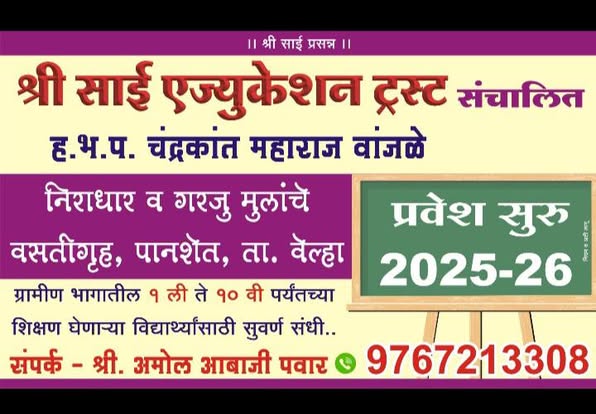 ।। श्री साई प्रसन्न ।।
श्री साई एज्युकेशन ट्रस्ट संचालित
ह.भ.प. चंद्रकांत महाराज वांजळे
निराधार व गरजु मुलांचे
वसतीगृह, पानशेत, ता. वेल्हा
प्रवेश सुरु
2025-26
ग्रामीण भागातील १ ली ते १० वी पर्यंतच्या
शिक्षण घेणाऱ्या विद्यार्थ्यांसाठी सुवर्ण संधी..
संपर्क - श्री. अमोल आबाजी पवार 9767213308